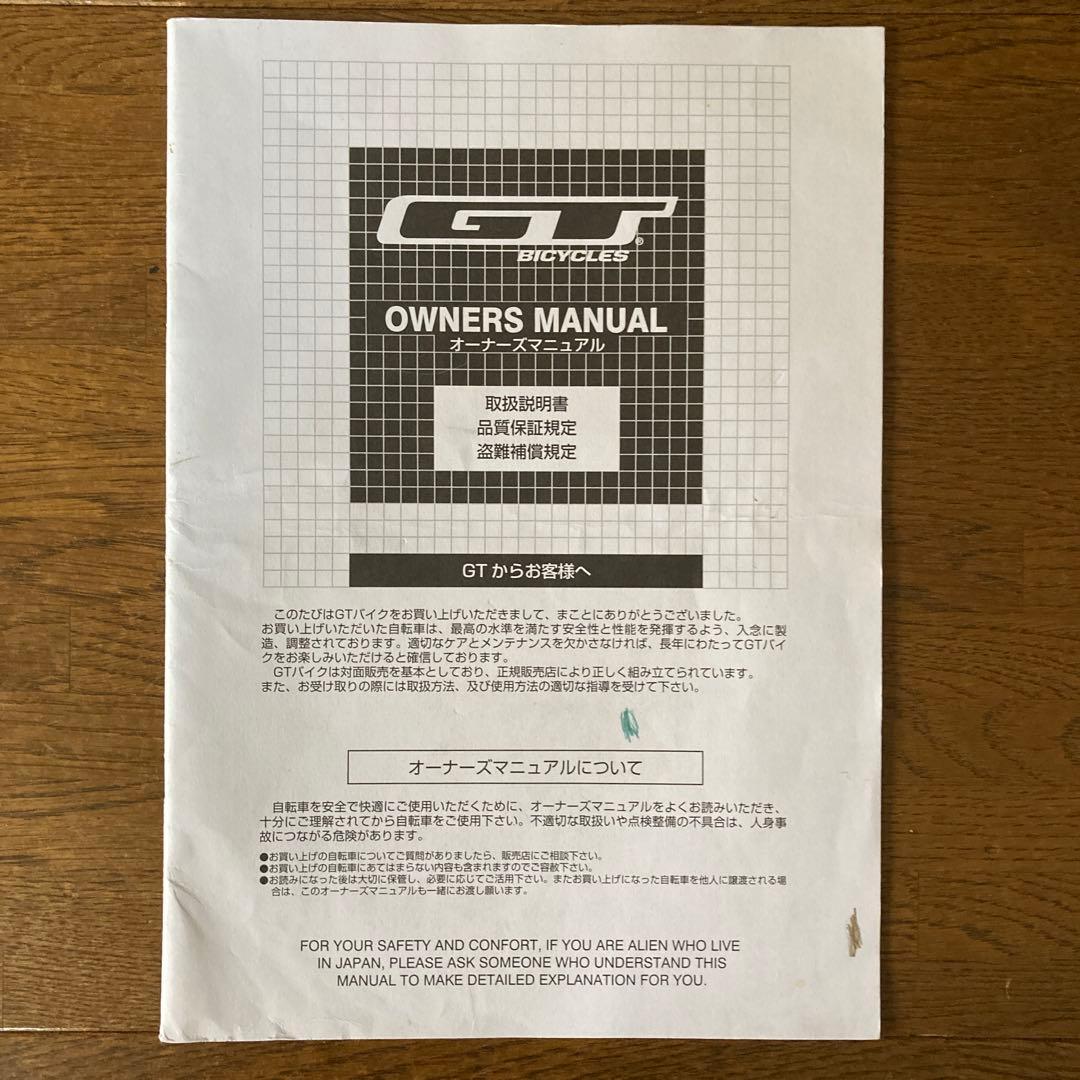 GT®
BICYCLES
OWNERS MANUAL
オーナーズマニュアル
取扱説明書
品質保証規定
盗難補償規定
GTからお客様へ
このたびはGTバイクをお買い上げいただきまして、まことにありがとうございました。
お買い上げいただいた自転車は、最高の水準を満たす安全性と性能を発揮するよう、入念に製
造、調整されております。適切なケアとメンテナンスを欠かさなければ、長年にわたってGTバイ
クをお楽しみいただけると確信しております。
GTバイクは対面販売を基本としており、正規販売店により正しく組み立てられています。
また、お受け取りの際には取扱方法、及び使用方法の適切な指導を受けて下さい。
オーナーズマニュアルについて
自転車を安全で快適にご使用いただくために、オーナーズマニュアルをよくお読みいただき、
十分にご理解されてから自転車をご使用下さい。不適切な取扱いや点検整備の不具合は、人身事
故につながる危険があります。
●お買い上げの自転車についてご質問がありましたら、販売店にご相談下さい。
●お買い上げの自転車にあてはまらない内容も含まれますのでご容赦下さい。
●お読みになった後は大切に保管し、必要に応じてご活用下さい。またお買い上げになった自転車を他人に譲渡される場
合は、このオーナーズマニュアルも一緒にお渡し願います。
FOR YOUR SAFETY AND CONFORT, IF YOU ARE ALIEN WHO LIVE
IN JAPAN, PLEASE ASK SOMEONE WHO UNDERSTAND THIS
MANUAL TO MAKE DETAILED EXPLANATION FOR YOU.